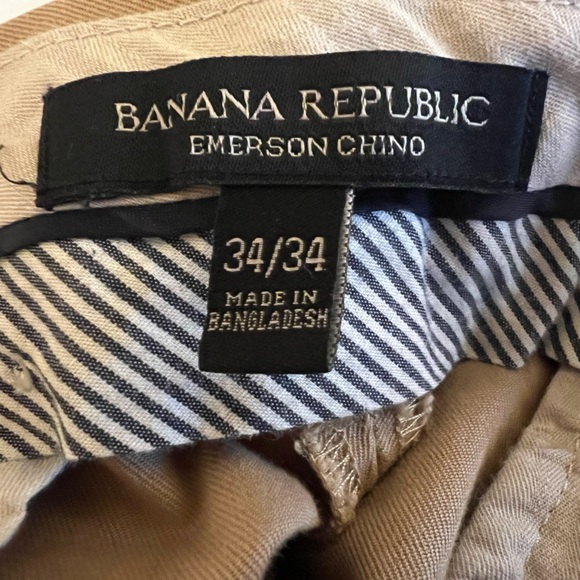 BANANA REPUBLIC
EMERSON CHINO
34/34
MADE IN
BANGLADESH